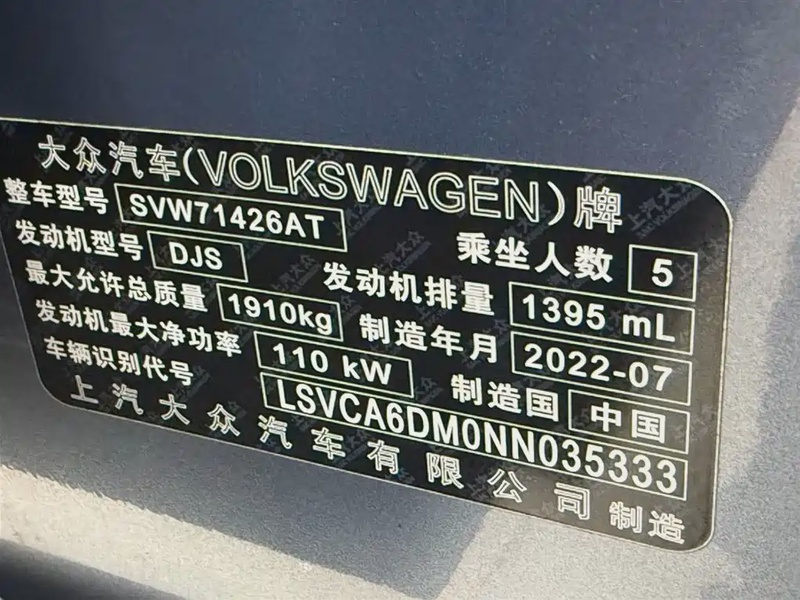 大众汽车(VOLKSWAGEN)牌
整车型号 SVW71426AT 乘坐人数 5
发动机型号 DJS 发动机排量 1395 mL
最大允许总质量 1910kg 制造年月 2022-07
发动机最大净功率 110 kW 制造国 中国
车辆识别代号 LSVCA6DM0NN035333
上汽大众汽车有限公司制造